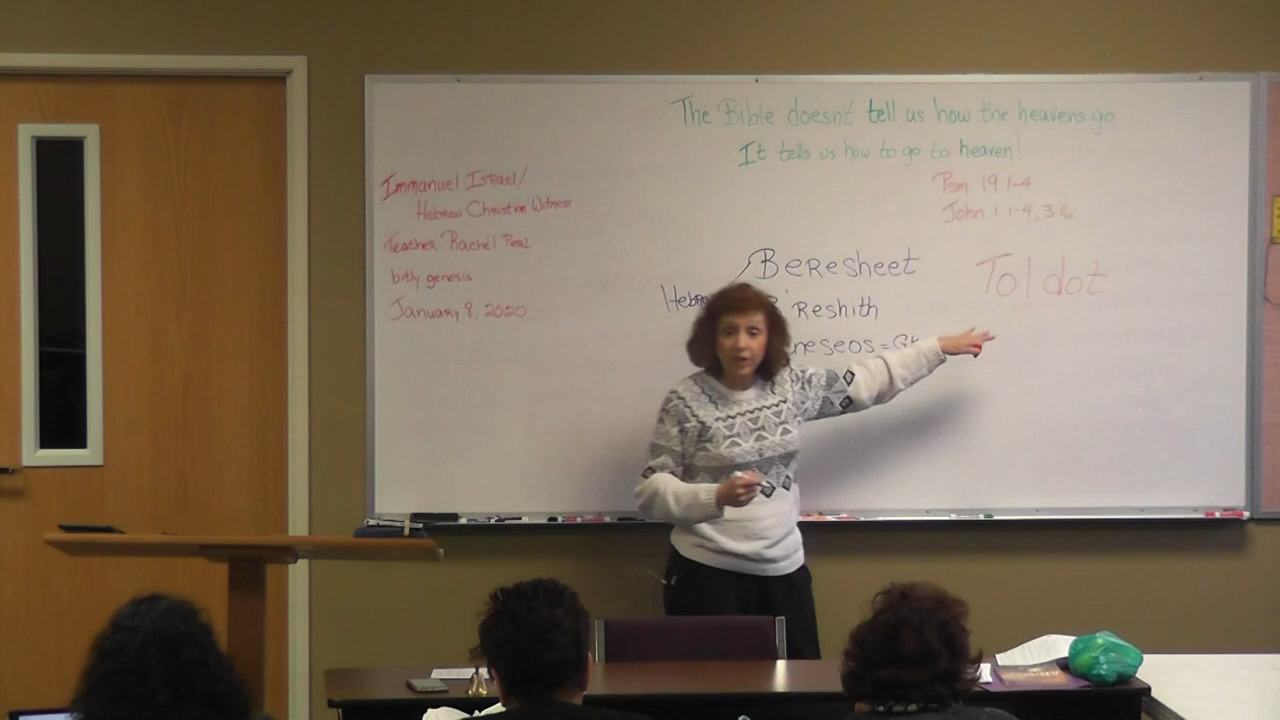 The Bible doesn't tell us how the heavens go
It tells us how to go to heaven!
Psm 19 1-4
John 1 1-4, 3 16
Immanuel Israel/
Hebrew Christian Witness
Teacher: Rachel Peal
bitly genesis
January 8, 2020
Beresheet
Reshith
Toldot